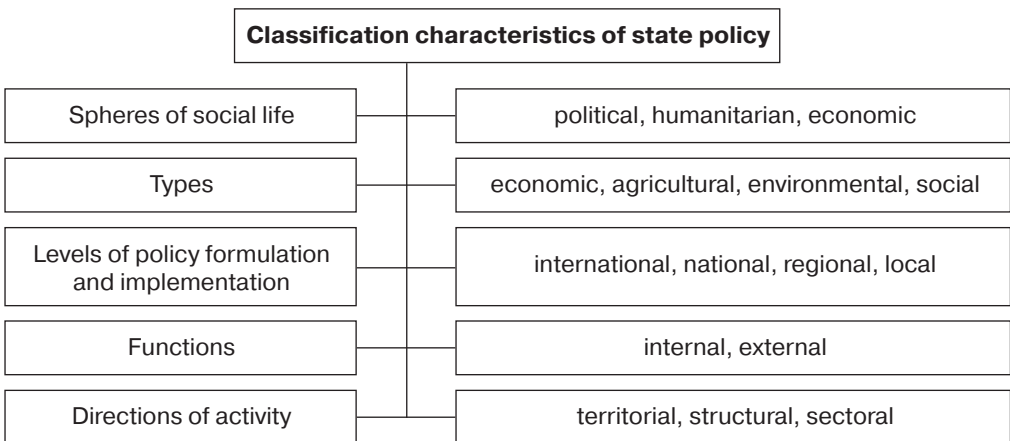 Classification characteristics of state policy
Spheres of social life
political, humanitarian, economic
Types
economic, agricultural, environmental, social
Levels of policy formulation
and implementation
international, national, regional, local
Functions
internal, external
Directions of activity
territorial, structural, sectoral